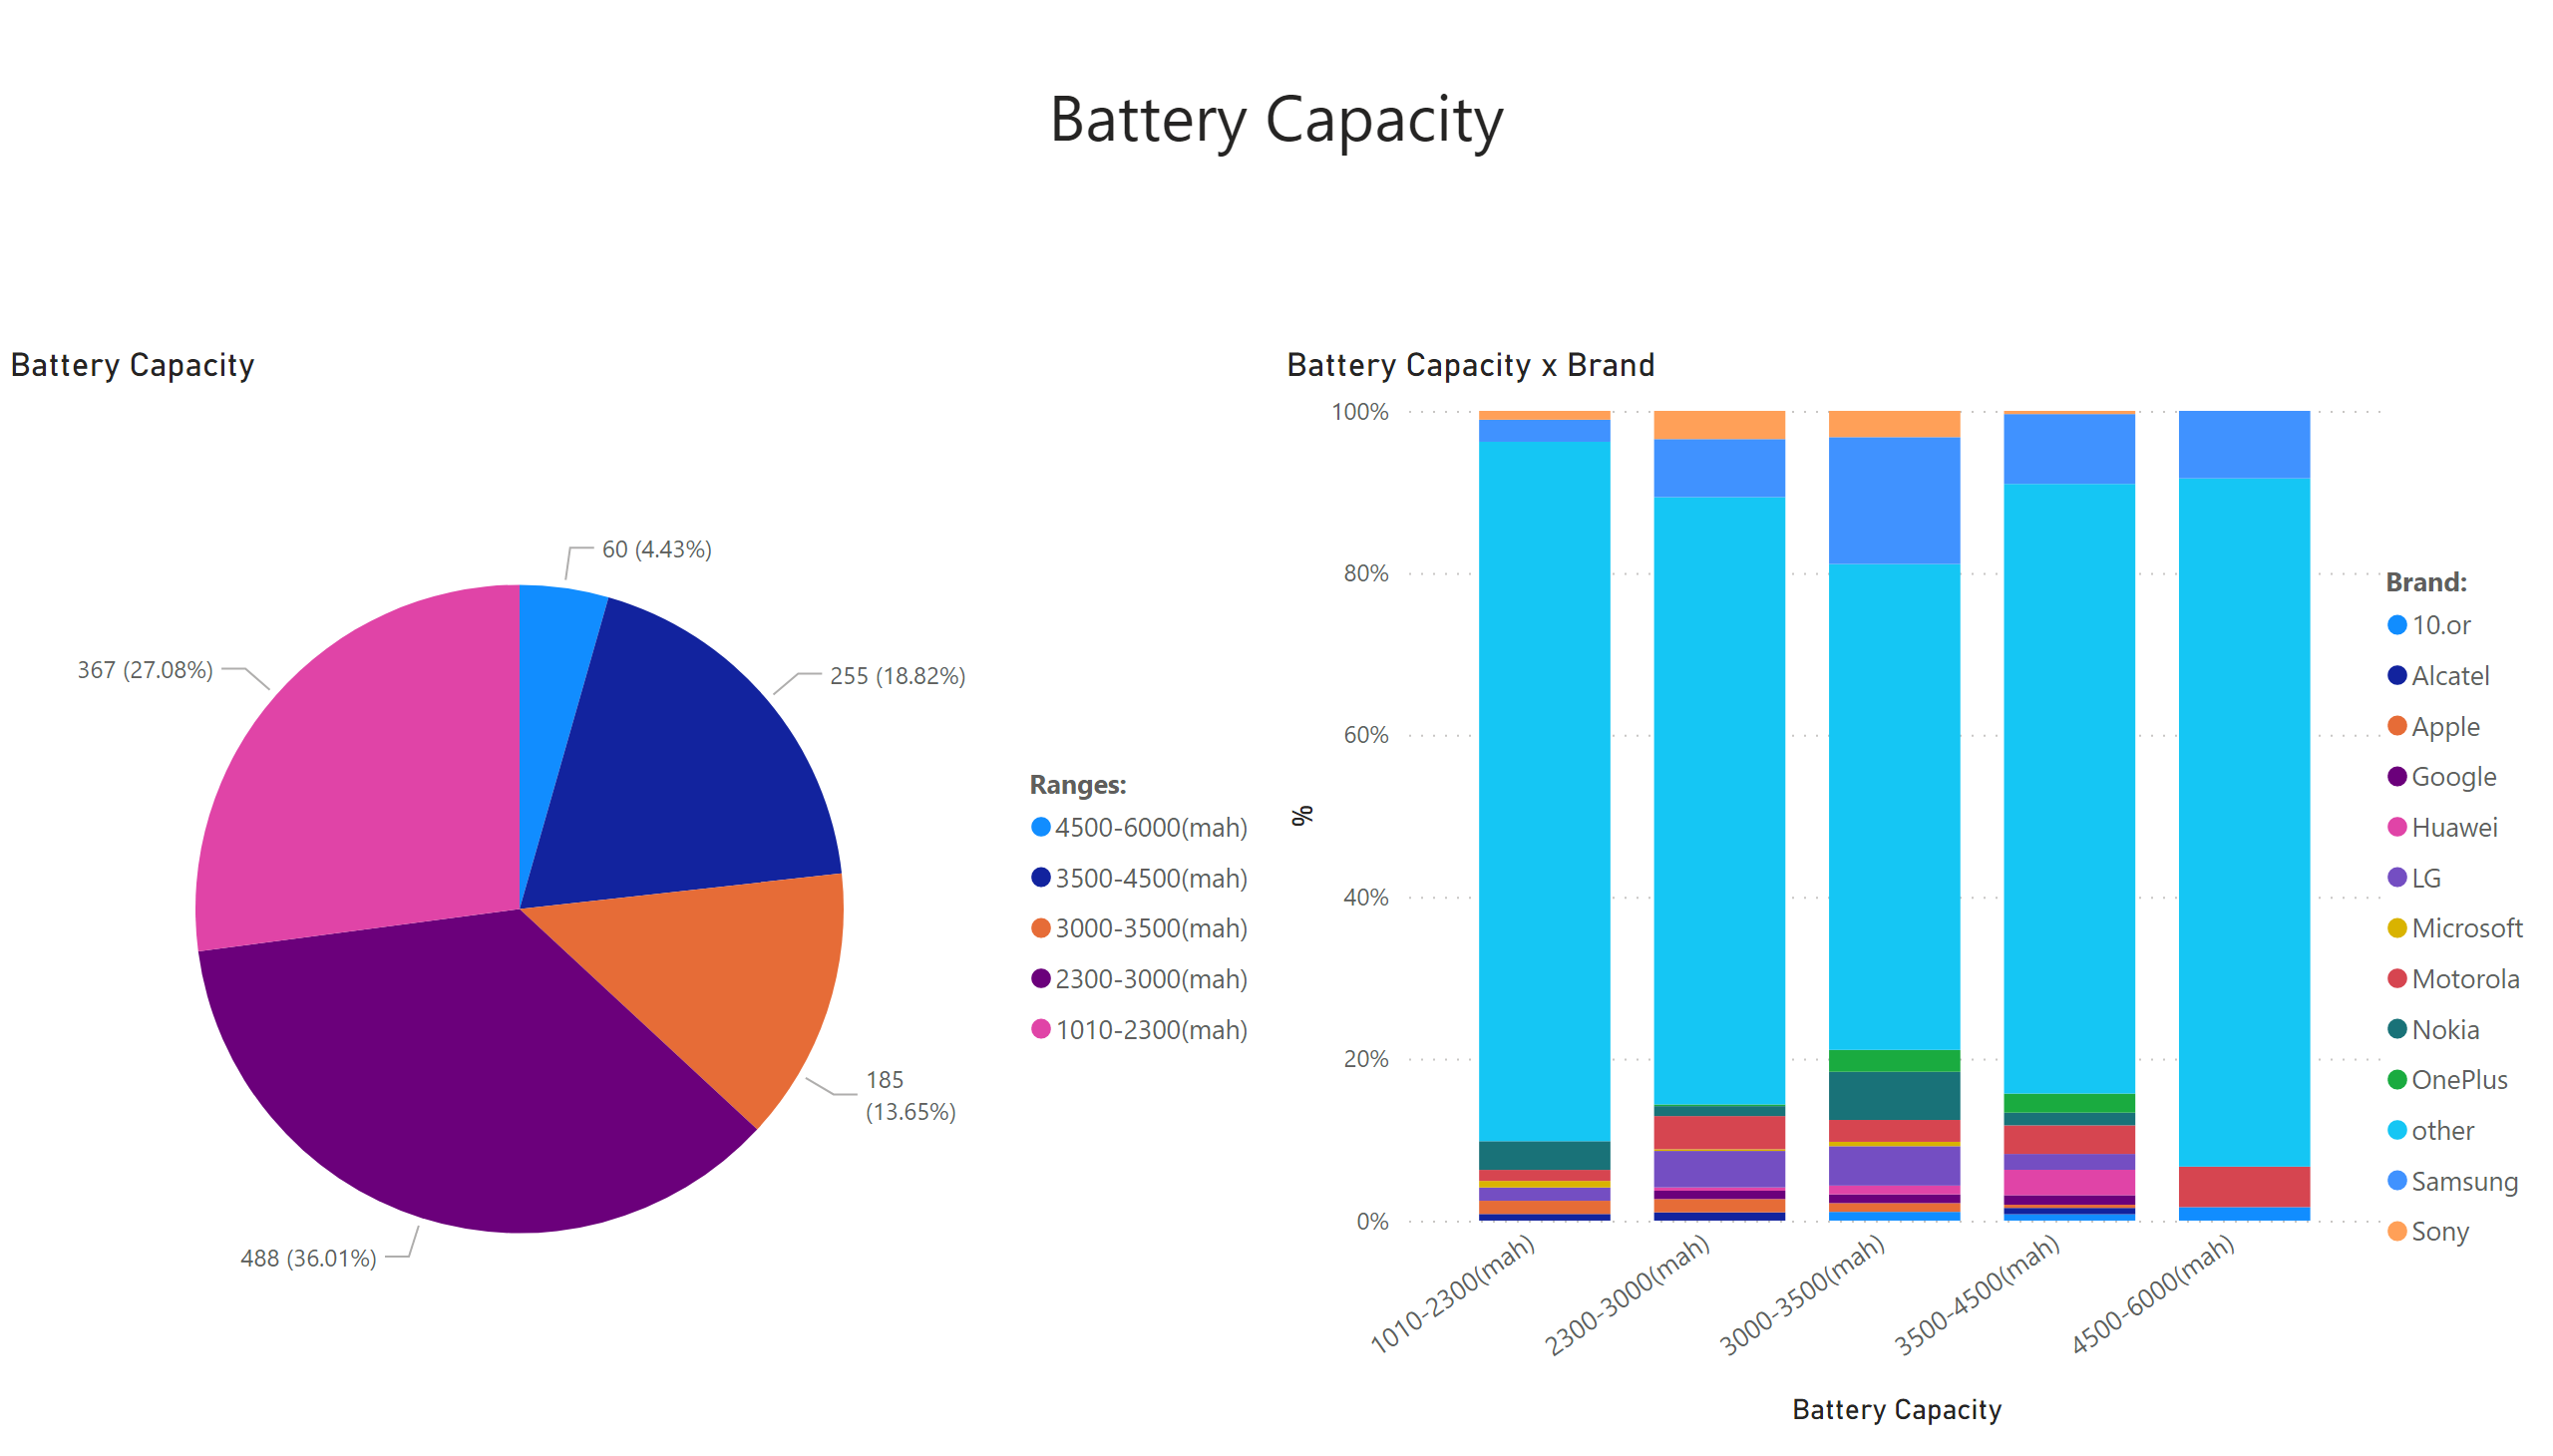 Battery Capacity
Battery Capacity
60 (4.43%)
255 (18.82%)
185
(13.65%)
488 (36.01%)
367 (27.08%)
Ranges:
4500-6000(mah)
3500-4500(mah)
3000-3500(mah)
2300-3000(mah)
1010-2300(mah)
Battery Capacity x Brand
%
100%
80%
60%
40%
20%
0%
1010-2300(mah)
2300-3000(mah)
3000-3500(mah)
3500-4500(mah)
4500-6000(mah)
Battery Capacity
Brand:
10.or
Alcatel
Apple
Google
Huawei
LG
Microsoft
Motorola
Nokia
OnePlus
other
Samsung
Sony